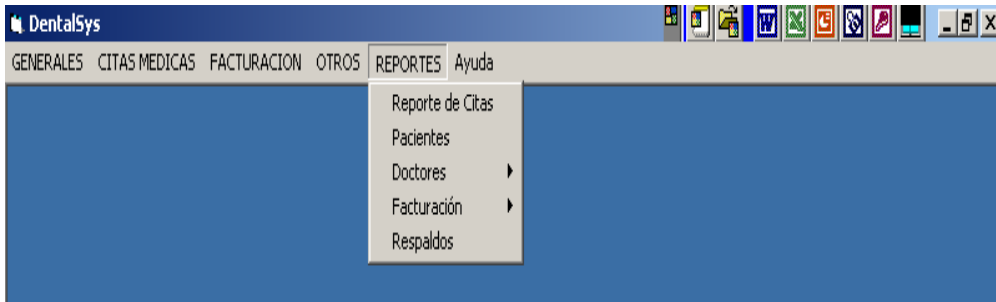 DentalSys
GENERALES CITAS MEDICAS FACTURACION OTROS REPORTES Ayuda
Reporte de Citas
Pacientes
Doctores
Facturación
Respaldos